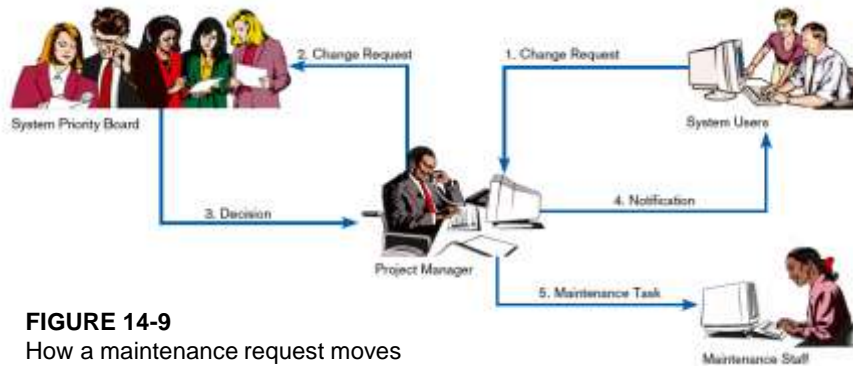 2. Change Request
1. Change Request
System Priority Board
System Users
3. Decision
4. Notification
Project Manager
5. Maintenance Task
FIGURE 14-9
How a maintenance request moves
Maintenance Staff